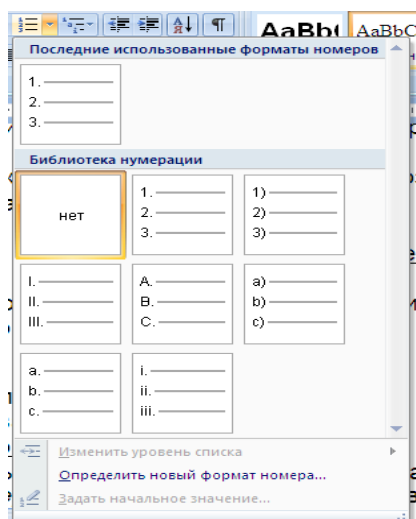 AaBb( AaBbC
Последние использованные форматы номеров
1.
2.
3.
Библиотека нумерации
нет
1.
2.
3.
1)
2)
3)
I.
II.
III.
A.
B.
C.
a)
b)
c)
a.
b.
c.
i.
ii.
iii.
Изменить уровень списка
Определить новый формат номера...
Задать начальное значение...